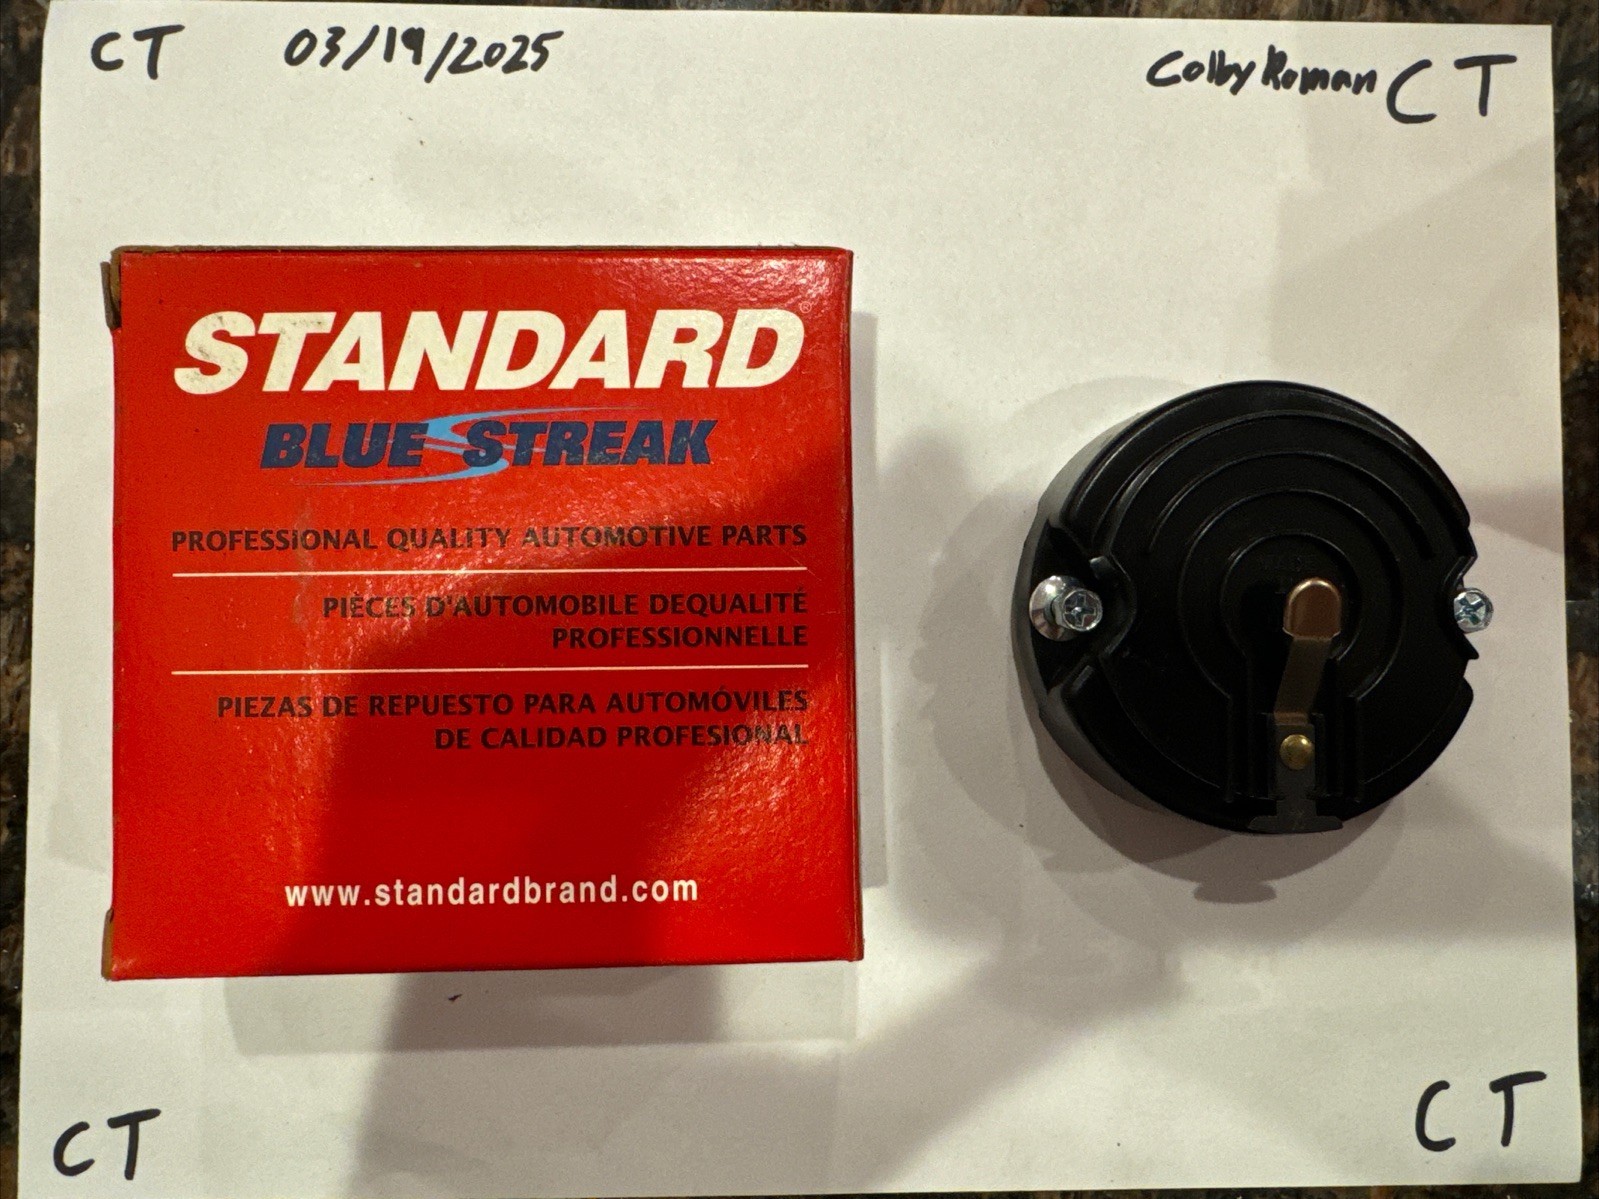 CT 03/19/2025 Colby Roman CT
STANDARD®
BLUE STREAK
PROFESSIONAL QUALITY AUTOMOTIVE PARTS
PIÈCES D'AUTOMOBILE DEQUALITÉ
PROFESSIONNELLE
PIEZAS DE REPUESTO PARA AUTOMÓVILES
DE CALIDAD PROFESIONAL
www.standardbrand.com
CT CT